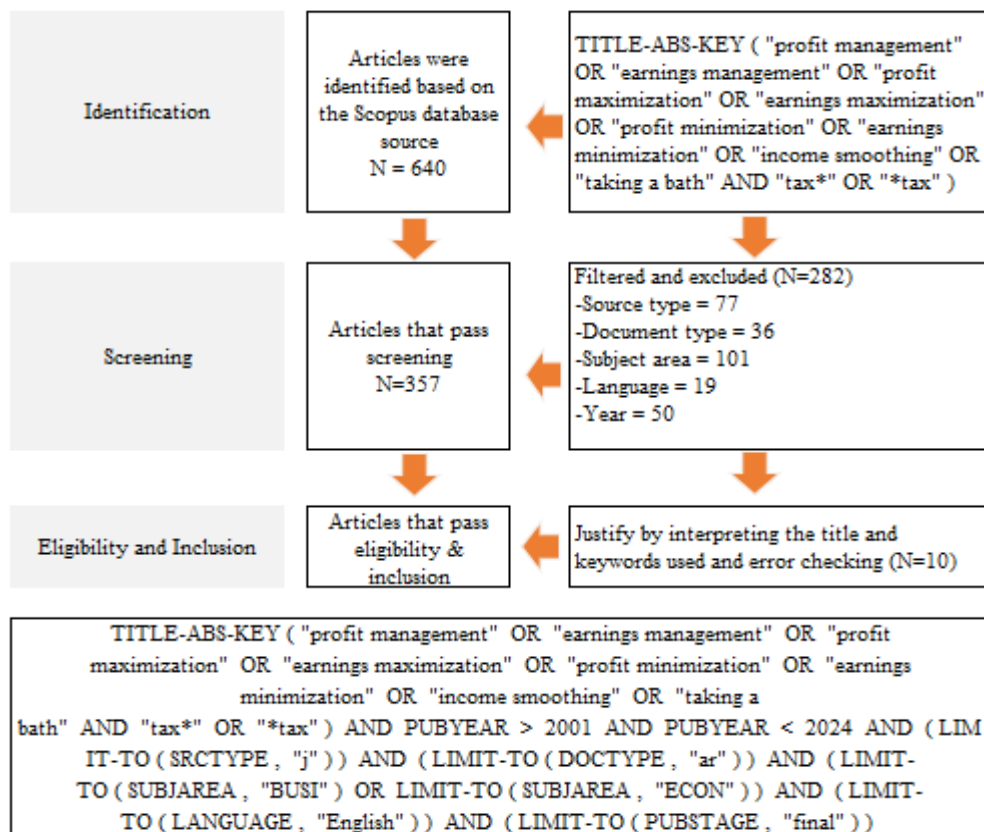 Identification
Articles were
identified based on
the Scopus database
source
N = 640
TITLE-ABS-KEY ( "profit management"
OR "earnings management" OR "profit
maximization" OR "earnings maximization"
OR "profit minimization" OR "earnings
minimization" OR "income smoothing" OR
"taking a bath" AND "tax*" OR "*tax" )
Screening
Articles that pass
screening
N=357
Filtered and excluded (N=282)
-Source type = 77
-Document type = 36
-Subject area = 101
-Language = 19
-Year = 50
Eligibility and Inclusion
Articles that pass
eligibility &
inclusion
Justify by interpreting the title and
keywords used and error checking (N=10)
TITLE-ABS-KEY ( "profit management" OR "earnings management" OR "profit
maximization" OR "earnings maximization" OR "profit minimization" OR "earnings
minimization" OR "income smoothing" OR "taking a
bath" AND "tax*" OR "*tax" ) AND PUBYEAR > 2001 AND PUBYEAR < 2024 AND ( LIM
IT-TO ( SRCTYPE , "j" ) ) AND ( LIMIT-TO ( DOCTYPE , "ar" ) ) AND ( LIMIT-
TO ( SUBJAREA , "BUSI" ) OR LIMIT-TO ( SUBJAREA , "ECON" ) ) AND ( LIMIT-
TO ( LANGUAGE , "English" ) ) AND ( LIMIT-TO ( PUBSTAGE , "final" ) )